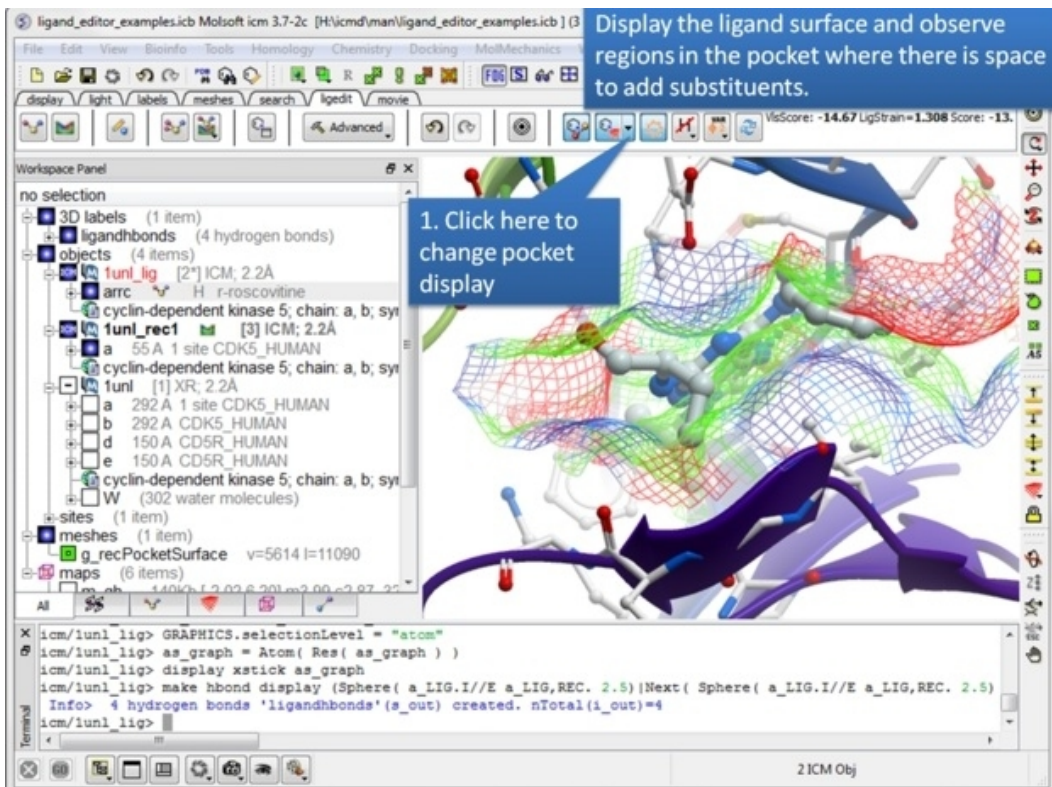 ligand_editor_examples.icb Molsoft icm 3.7-2c [H:\icmd\man\ligand_editor_examples.icb ] (3
Display the ligand surface and observe
regions in the pocket where there is space
to add substituents.
File Edit View Bioinfo Tools Homology Chemistry Docking MolMechanics
FOG S R
display light labels meshes search ligedit movie
Advanced
VlsScore: -14.67 LigStrain=1.308 Score: -13.
Workspace Panel
no selection
1. Click here to
change pocket
display
3D labels (1 item)
ligandhbonds (4 hydrogen bonds)
objects (4 items)
1unl_lig [2*] ICM; 2.2Å
arrc H r-roscovitine
cyclin-dependent kinase 5; chain: a, b; syr
1unl_rec1 [3] ICM; 2.2Å
a 55 A 1 site CDK5_HUMAN
cyclin-dependent kinase 5; chain: a, b; syr
1unl [1] XR; 2.2Å
a 292 A 1 site CDK5_HUMAN
b 292 A CDK5_HUMAN
d 150 A CD5R_HUMAN
e 150 A CD5R_HUMAN
cyclin-dependent kinase 5; chain: a, b; syr
W (302 water molecules)
sites (1 item)
meshes (1 item)
g_recPocketSurface v=5614 l=11090
maps (6 items)
All
icm/1unl_lig> GRAPHICS.selectionLevel = "atom"
icm/1unl_lig> as_graph = Atom( Res( as_graph ) )
icm/1unl_lig> display xstick as_graph
icm/1unl_lig> make hbond display (Sphere( a_LIG.I//E a_LIG,REC. 2.5)|Next( Sphere( a_LIG.I//E a_LIG,REC. 2.5)
Info> 4 hydrogen bonds 'ligandhbonds'(s_out) created. nTotal(i_out)=4
icm/1unl_lig>
Terminal
2 ICM Obj